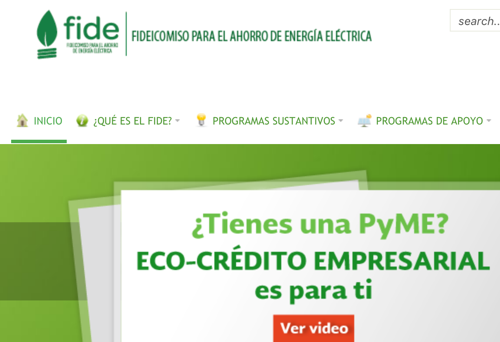 fide
FIDEICOMISO PARA EL AHORRO
DE ENERGÍA ELÉCTRICA
FIDEICOMISO PARA EL AHORRO DE ENERGÍA ELÉCTRICA
search...
INICIO
¿QUÉ ES EL FIDE?
PROGRAMAS SUSTANTIVOS
PROGRAMAS DE APOYO
¿Tienes una PyME?
ECO-CRÉDITO EMPRESARIAL
es para ti
Ver video